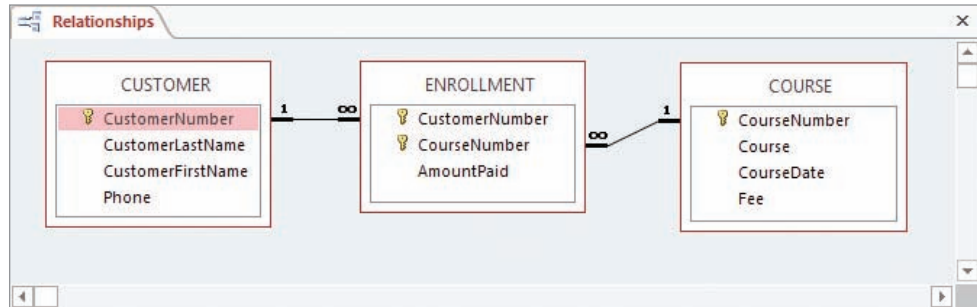 Relationships
CUSTOMER
CustomerNumber
CustomerLastName
CustomerFirstName
Phone
1
∞
ENROLLMENT
CustomerNumber
CourseNumber
AmountPaid
∞
1
COURSE
CourseNumber
Course
CourseDate
Fee